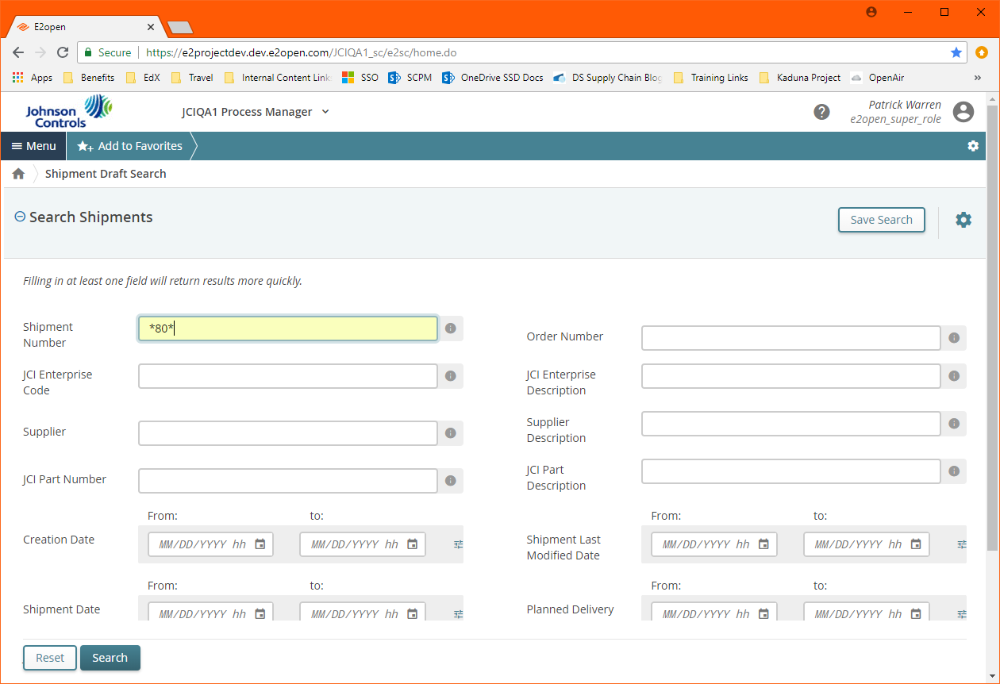 E2open
Secure https://e2projectdev.dev.e2open.com/JCIQA1_sc/e2sc/home.do
Apps Benefits EdX Travel Internal Content Link SSO SCPM OneDrive SSD Docs DS Supply Chain Blog Training Links Kaduna Project OpenAir »
Johnson
Controls
JCIQA1 Process Manager
Patrick Warren
e2open_super_role
Menu Add to Favorites
Shipment Draft Search
Search Shipments
Save Search
Filling in at least one field will return results more quickly.
Shipment
Number
*80*
Order Number
JCI Enterprise
Code
JCI Enterprise
Description
Supplier
Supplier
Description
JCI Part Number
JCI Part
Description
From: to: From: to:
Creation Date
MM/DD/YYYY hh MM/DD/YYYY hh
Shipment Last
Modified Date
MM/DD/YYYY hh MM/DD/YYYY hh
From: to: From: to:
Shipment Date
MM/DD/YYYY hh MM/DD/YYYY hh
Planned Delivery
MM/DD/YYYY hh MM/DD/YYYY hh
Reset Search